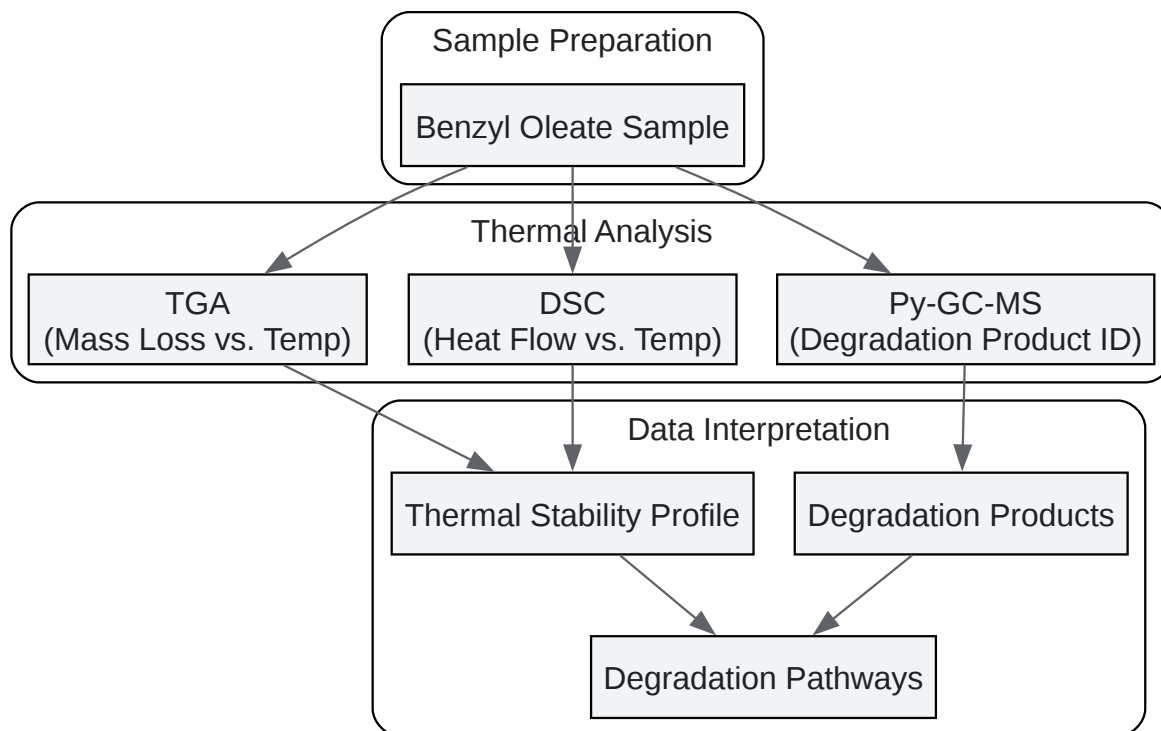 Sample Preparation
Benzyl Oleate Sample
Thermal Analysis
TGA
(Mass Loss vs. Temp)
DSC
(Heat Flow vs. Temp)
Py-GC-MS
(Degradation Product ID)
Data Interpretation
Thermal Stability Profile
Degradation Products
Degradation Pathways